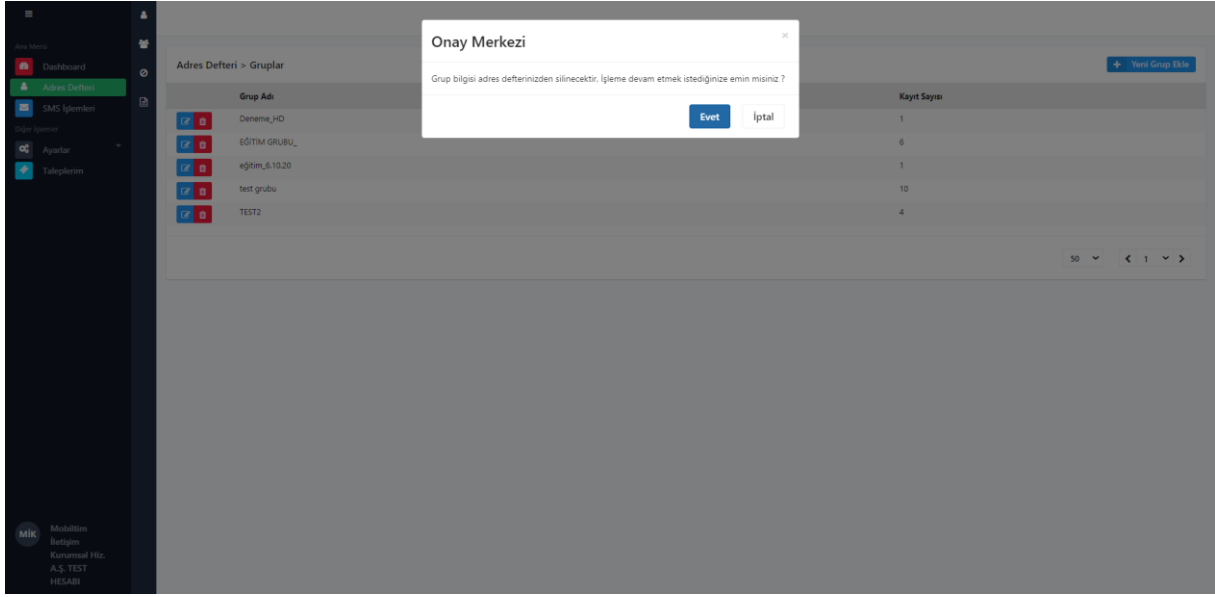 Ana Menü
Dashboard
Adres Defteri
SMS İşlemleri
Diğer İşlemler
Ayarlar
Taleplerim
MİK
Mobiltim
İletişim
Kurumsal Hiz.
A.Ş. TEST
HESABI
Adres Defteri > Gruplar
+ Yeni Grup Ekle
Grup Adı Kayıt Sayısı
Deneme_HD 1
EĞİTİM GRUBU_ 6
eğitim_6.10.20 1
test grubu 10
TEST2 4
50 1
Onay Merkezi ×
Grup bilgisi adres defterinizden silinecektir. İşleme devam etmek istediğinize emin misiniz ?
Evet İptal